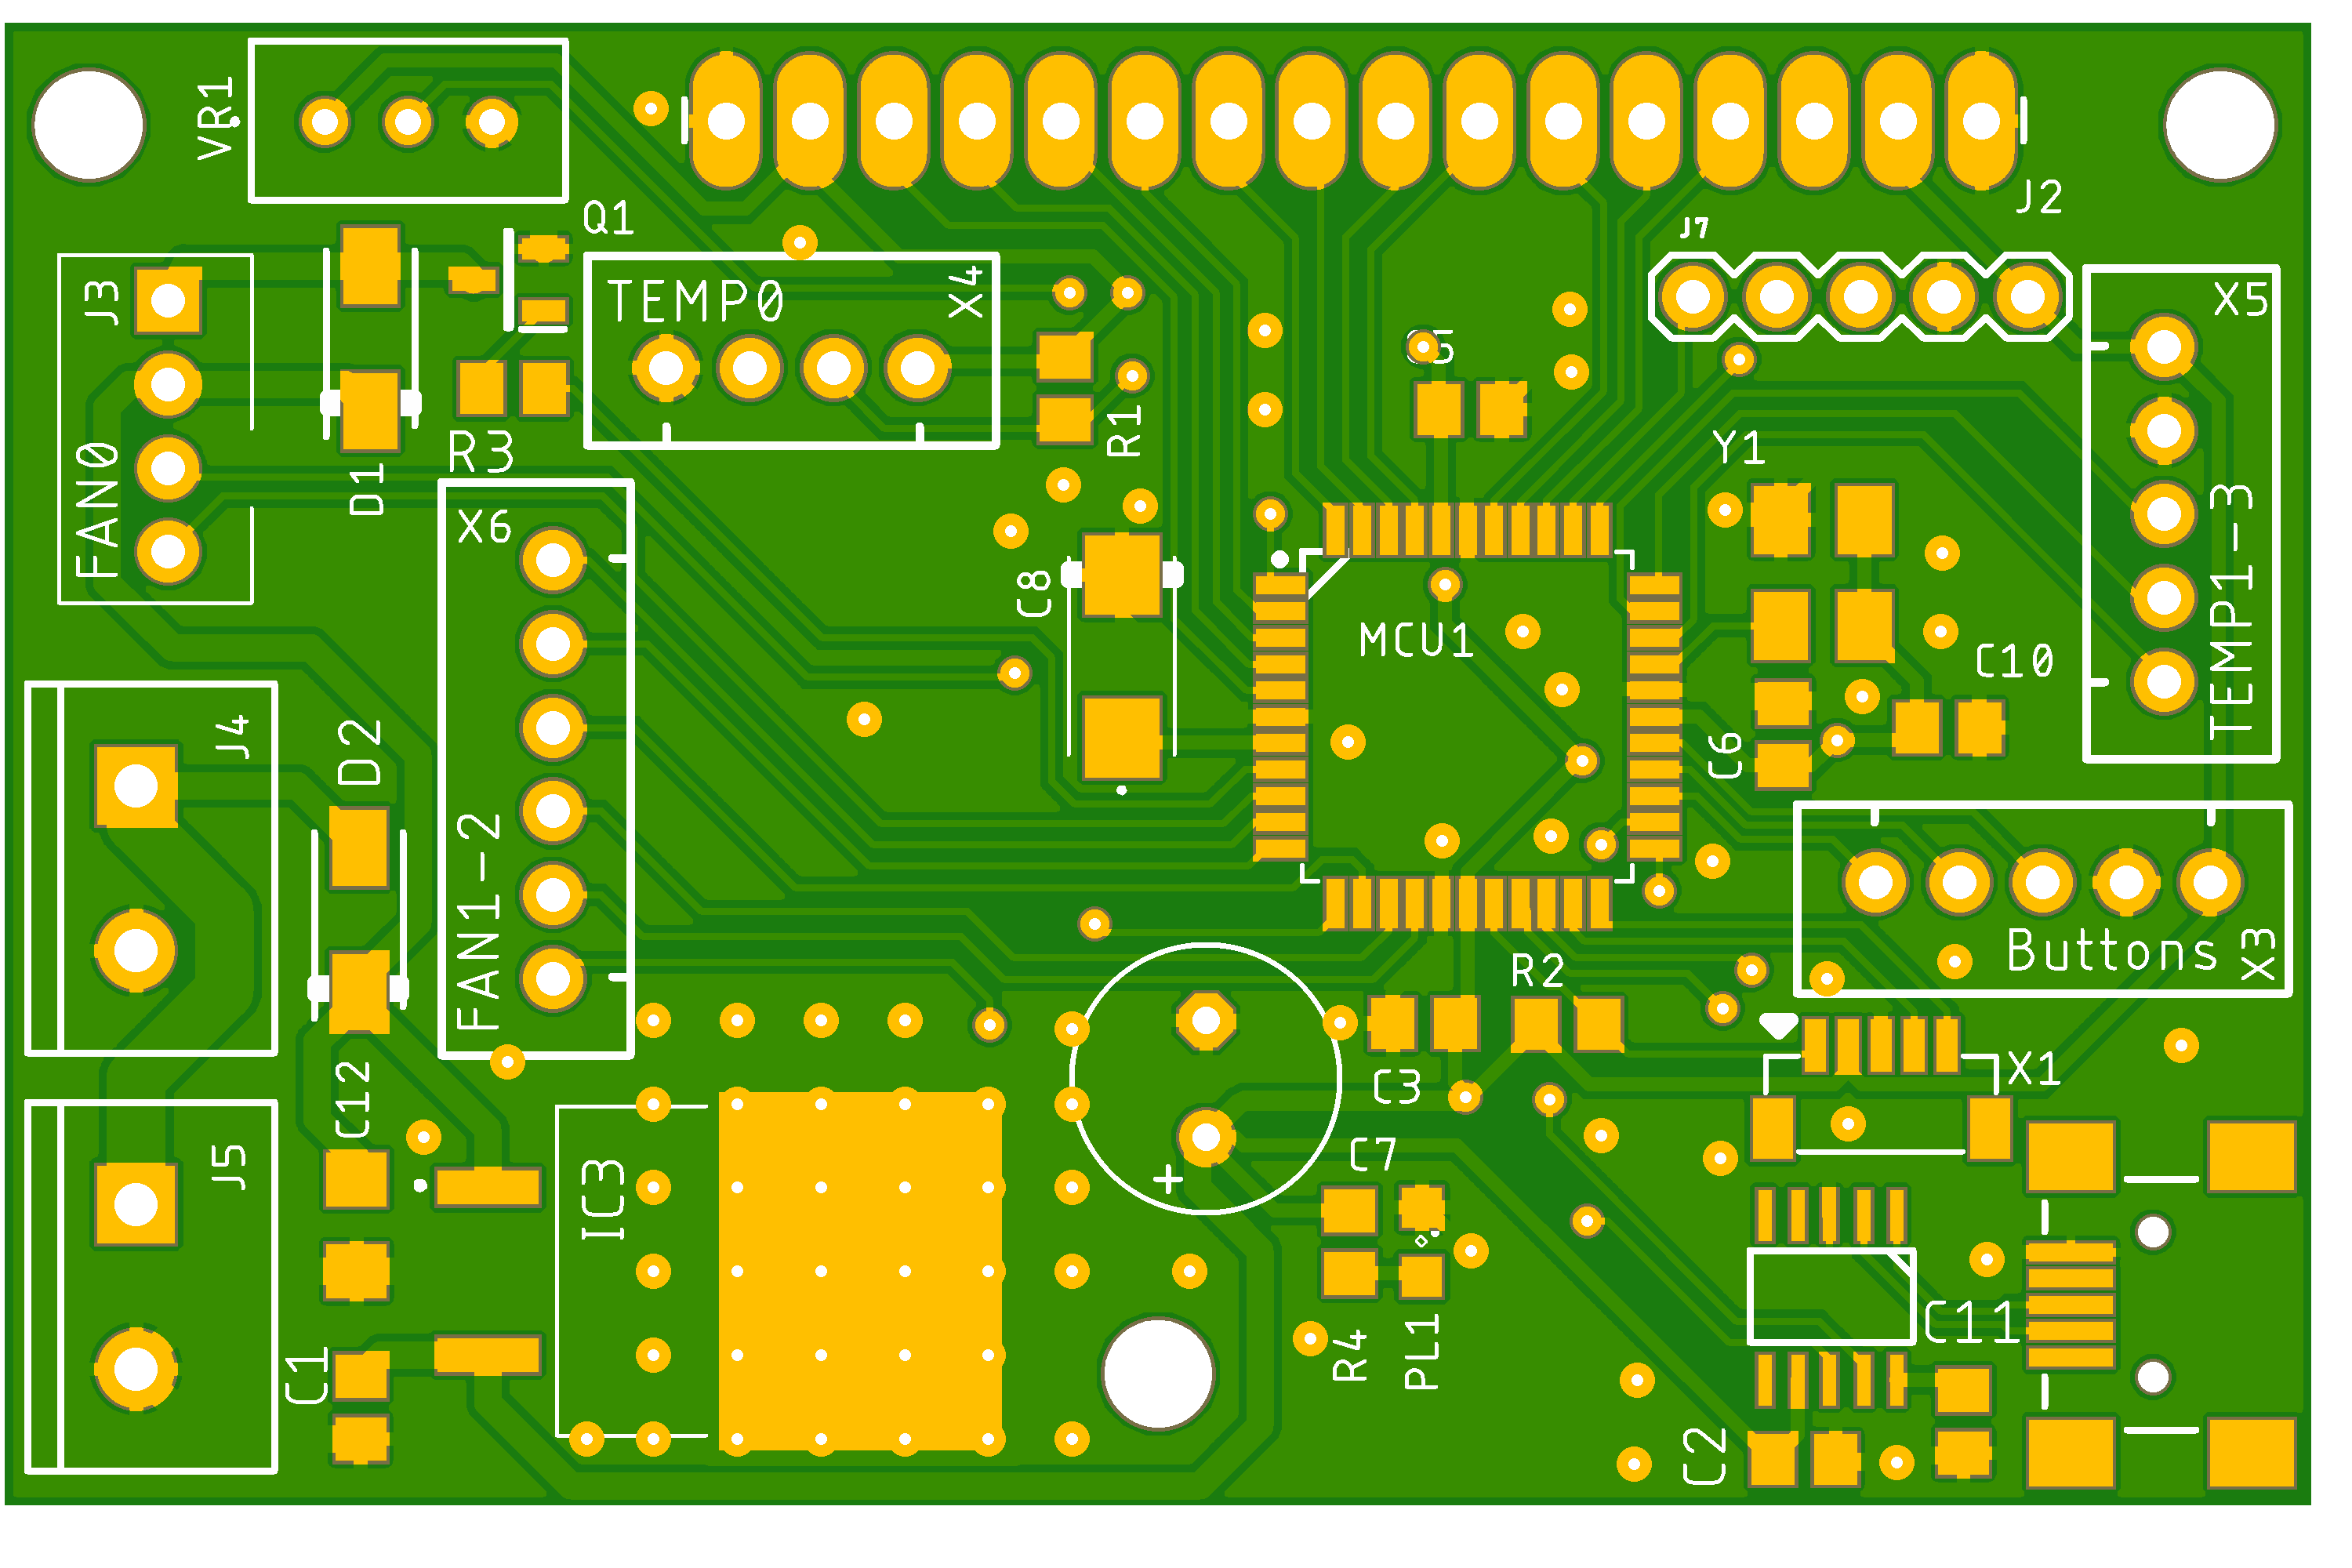 VR1
J2
Q1
J7
J3
TEMP0
X4
X5
5
R1
R3
Y1
FAN0
D1
X6
C8
TEMP1-3
MCU1
C10
J4
D2
C6
FAN1-2
Buttons
X3
R2
C12
C3
X1
J5
IC3
C7
+
C11
C1
R4
PL1
C2